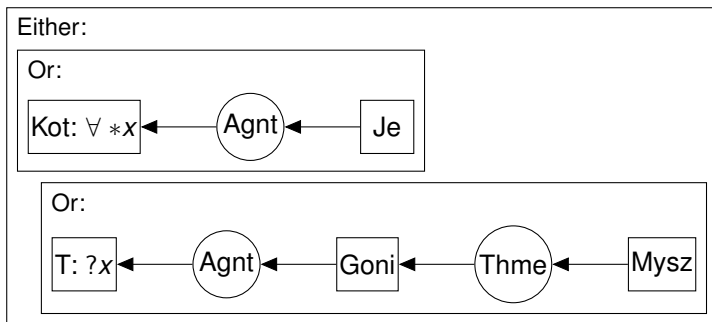 Either:
Or:
Kot: ∀ ∗x Agnt Je
Or:
T: ?x Agnt Goni Thme Mysz